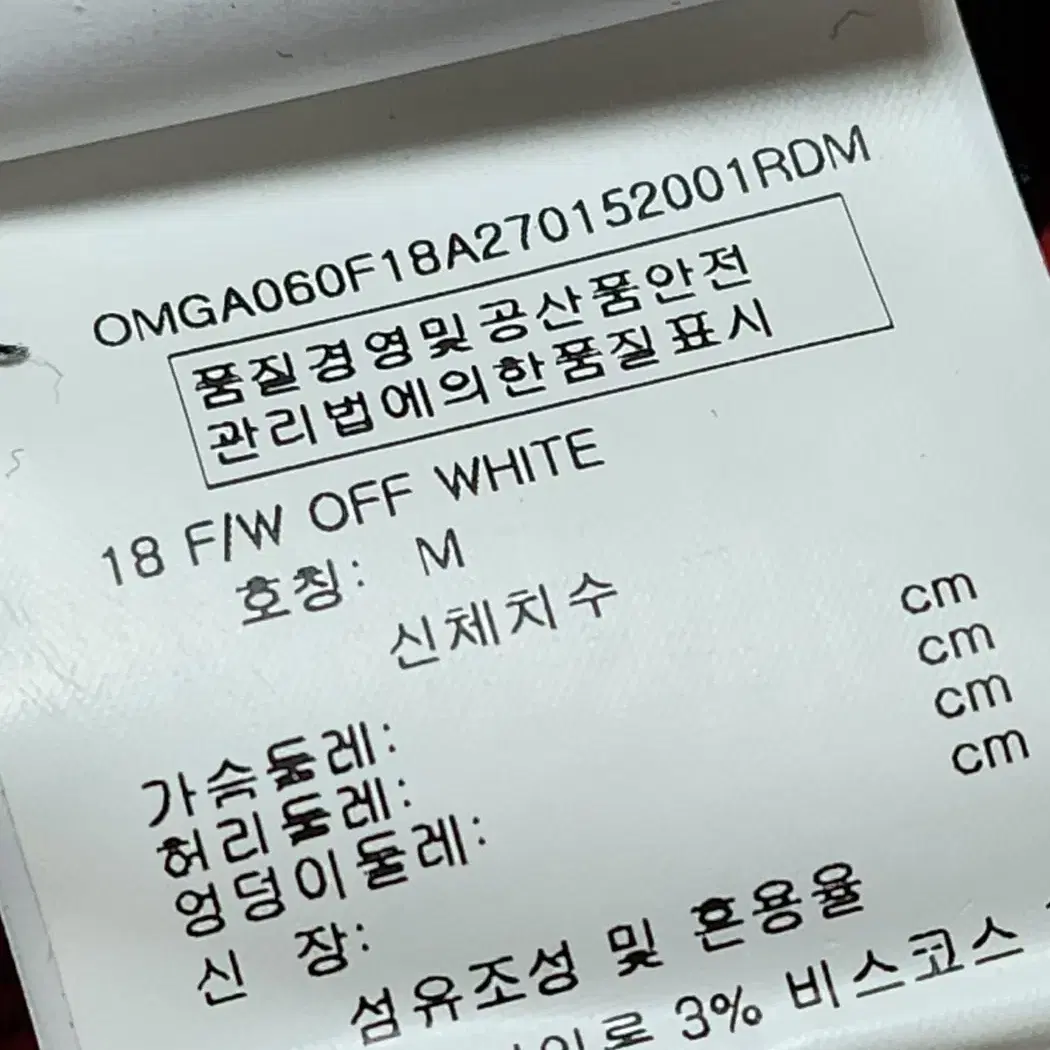 OMGA060F18A270152001RDM
품질경영및공산품안전
관리법에의한품질표시
18 F/W OFF WHITE
호칭: M
신체치수
가슴둘레: cm
허리둘레: cm
엉덩이둘레: cm
신 장: cm
섬유조성 및 혼용율
3% 비스코스